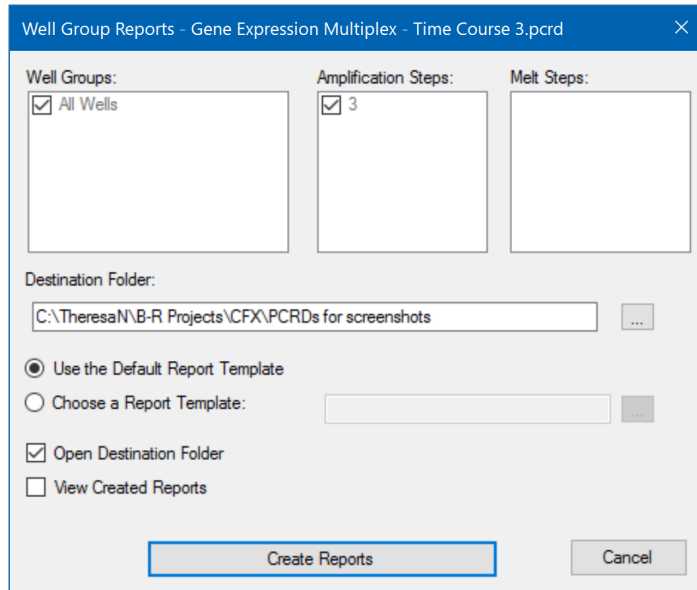 Well Group Reports - Gene Expression Multiplex - Time Course 3.pcrd
Well Groups:
Amplification Steps:
Melt Steps:
All Wells
3
Destination Folder:
C:\TheresaN\B-R Projects\CFX\PCRDs for screenshots
...
Use the Default Report Template
Choose a Report Template:
...
Open Destination Folder
View Created Reports
Create Reports
Cancel